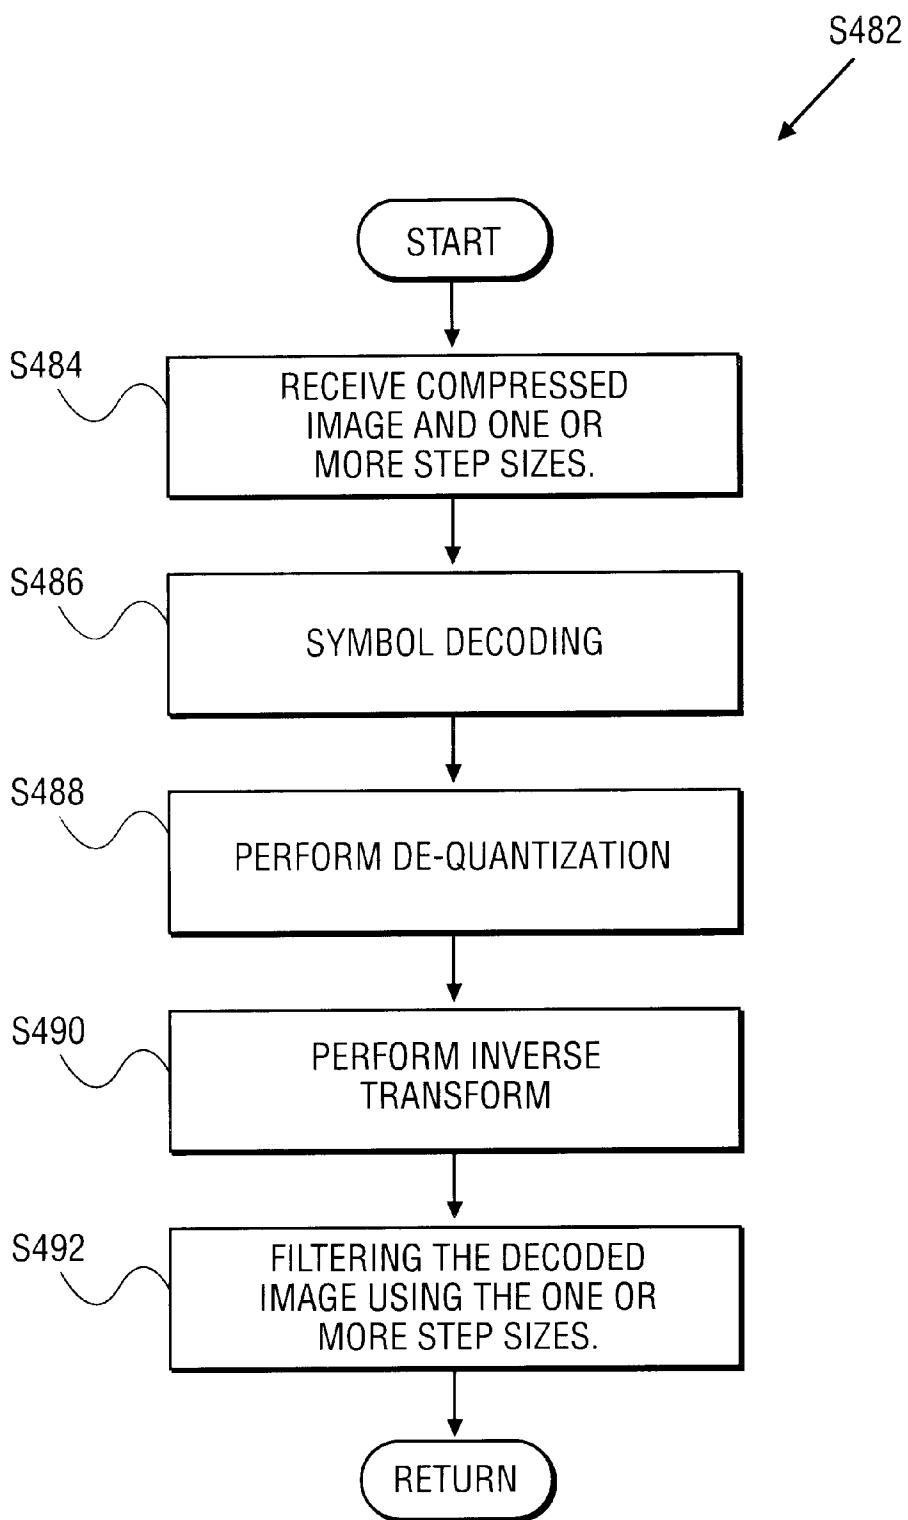 S482
START
S484
RECEIVE COMPRESSED
IMAGE AND ONE OR
MORE STEP SIZES.
S486
SYMBOL DECODING
S488
PERFORM DE-QUANTIZATION
S490
PERFORM INVERSE
TRANSFORM
S492
FILTERING THE DECODED
IMAGE USING THE ONE OR
MORE STEP SIZES.
RETURN